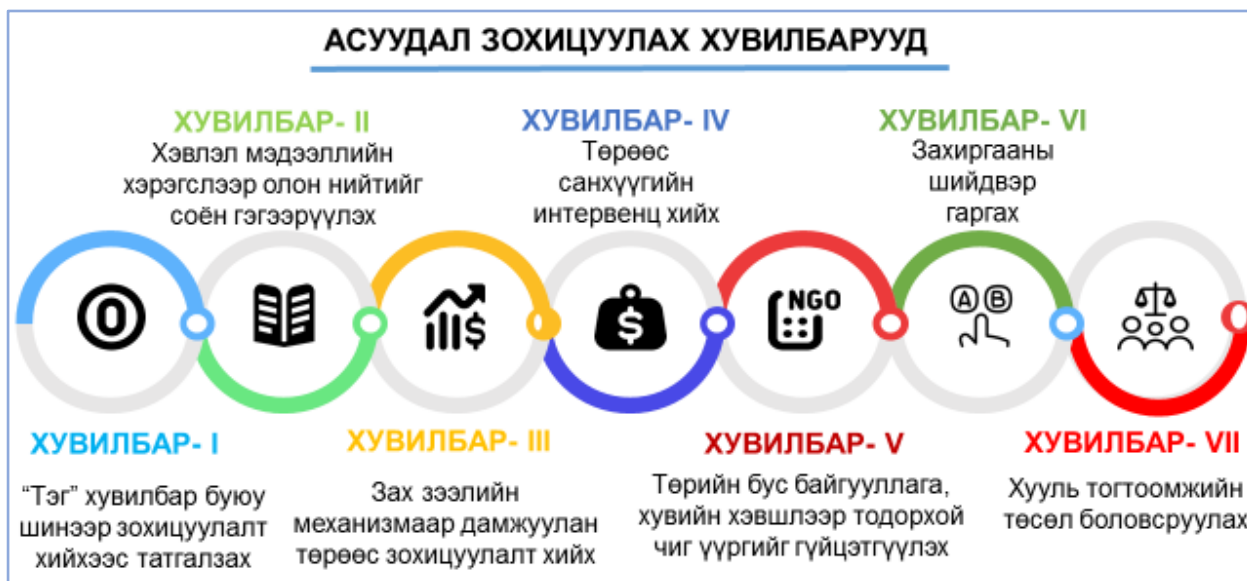 АСУУДАЛ ЗОХИЦУУЛАХ ХУВИЛБАРУУД
ХУВИЛБАР- I
“Тэг” хувилбар буюу
шинээр зохицуулалт
хийхээс татгалзах
ХУВИЛБАР- II
Хэвлэл мэдээллийн
хэрэгслээр олон нийтийг
соён гэгээрүүлэх
ХУВИЛБАР- III
Зах зээлийн
механизмаар дамжуулан
төрөөс зохицуулалт хийх
ХУВИЛБАР- IV
Төрөөс
санхүүгийн
интервенц хийх
ХУВИЛБАР- V
Төрийн бус байгууллага,
хувийн хэвшлээр тодорхой
чиг үүргийг гүйцэтгүүлэх
ХУВИЛБАР- VI
Захиргааны
шийдвэр
гаргах
ХУВИЛБАР- VII
Хууль тогтоомжийн
төсөл боловсруулах
0
$
$
NGO
A B